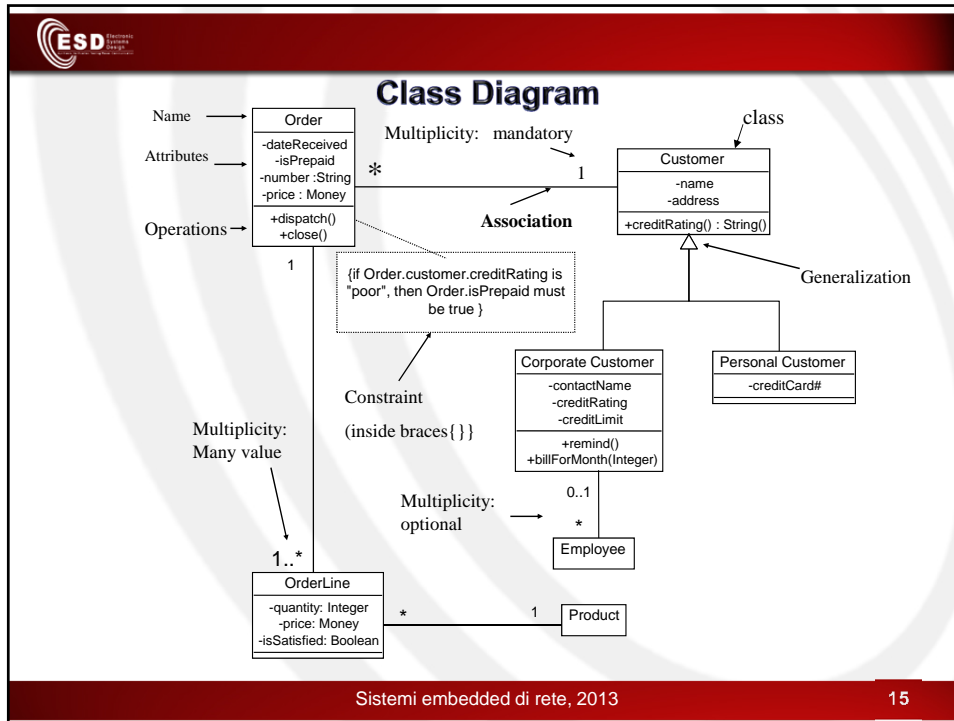 ESD Electronic Systems Design
Class Diagram
Name
Order
Attributes
-dateReceived
-isPrepaid
-number :String
-price : Money
Operations
+dispatch()
+close()
Multiplicity: mandatory
*
1
Association
class
Customer
-name
-address
+creditRating() : String()
Generalization
1
{if Order.customer.creditRating is
"poor", then Order.isPrepaid must
be true }
Constraint
(inside braces{}}
Corporate Customer
-contactName
-creditRating
-creditLimit
+remind()
+billForMonth(Integer)
Personal Customer
-creditCard#
Multiplicity:
Many value
Multiplicity:
optional
0..1
*
Employee
1..*
OrderLine
-quantity: Integer
-price: Money
-isSatisfied: Boolean
*
1
Product
Sistemi embedded di rete, 2013
15